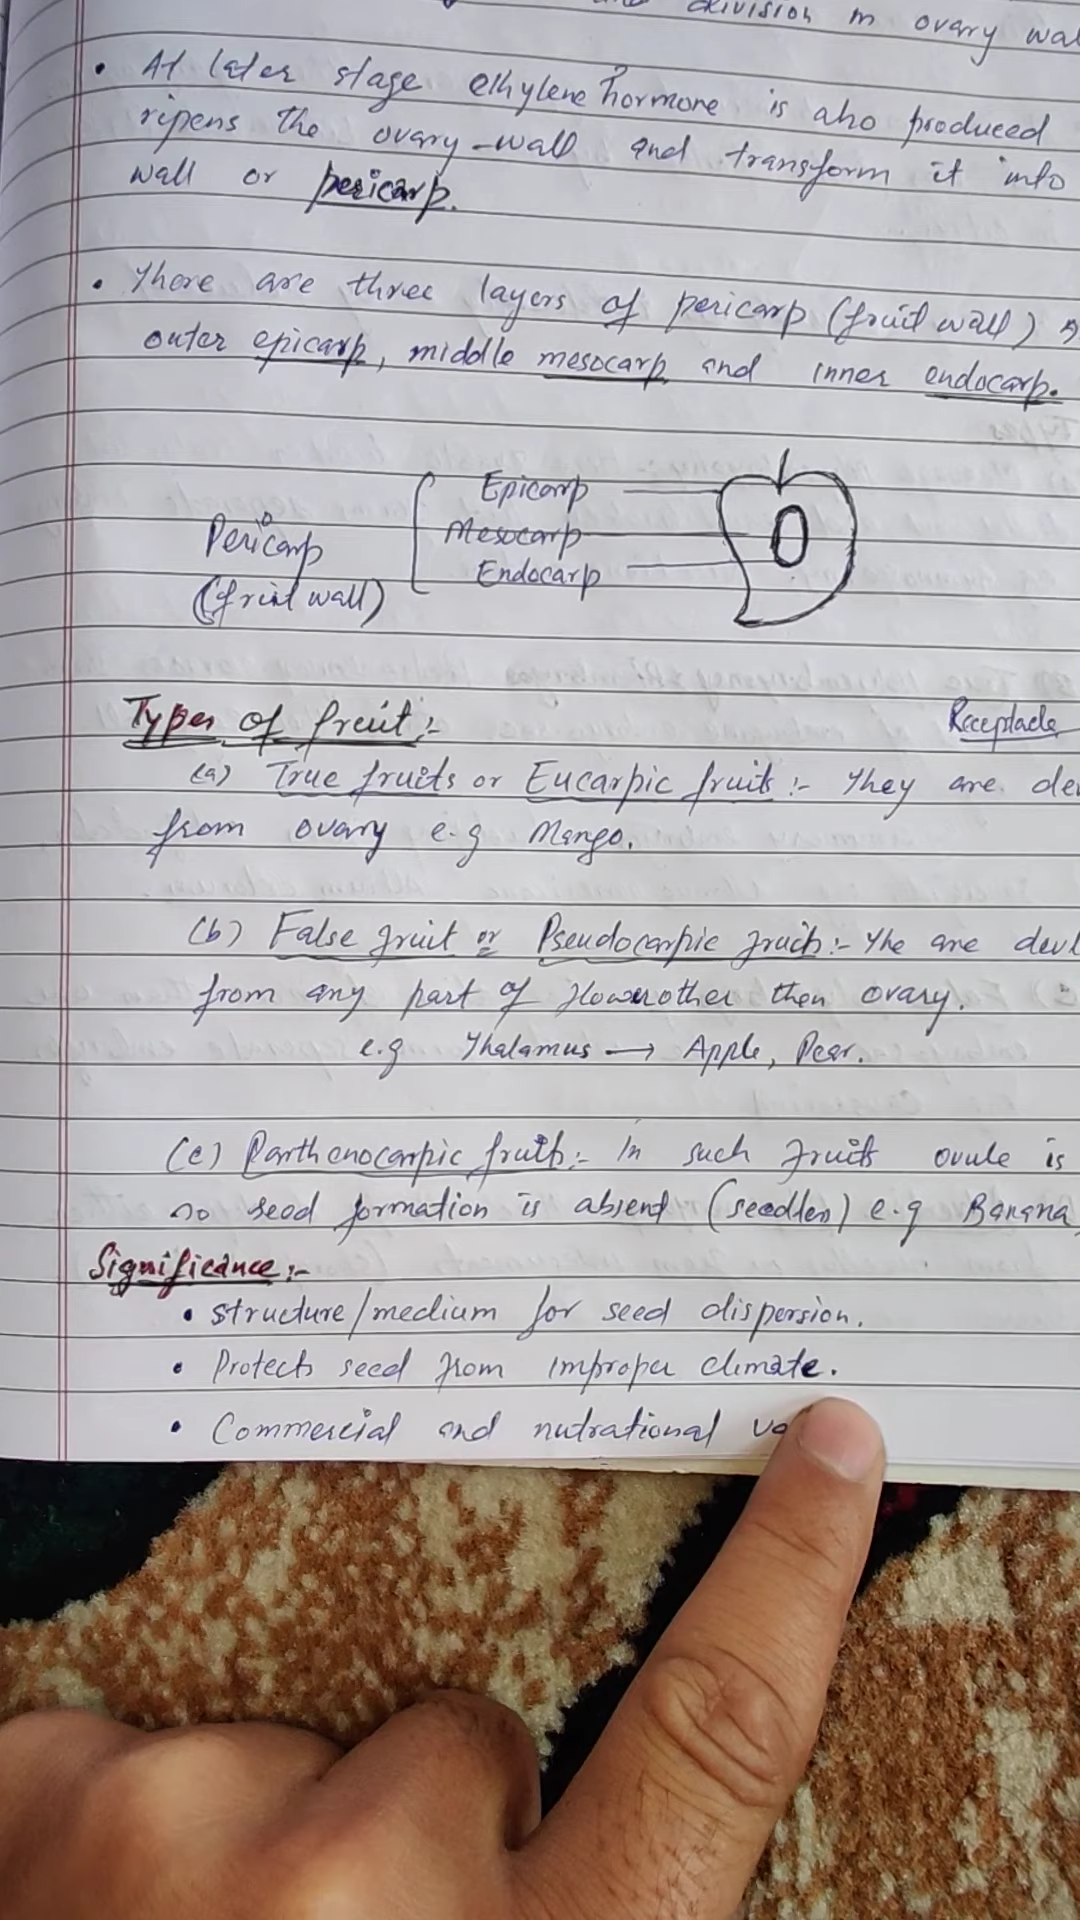 division in ovary wal
• At later stage ethylene hormone is also produced
ripens the ovary-wall and transform it into
wall or pericarp.
• There are three layers of pericarp (fruit wall) →
outer epicarp, middle mesocarp and inner endocarp.
Epicarp
Mesocarp
Pericarp
Endocarp
(fruit wall)
Types of fruit:-
Receptacle
(a) True fruits or Eucarpic fruit:- They are dev
from ovary e.g Mango.
(b) False fruit or Pseudocarpic fruit:- The are devl
from any part of flower other then ovary.
e.g Thalamus → Apple, Pear.
(c) Parthenocarpic fruit:- In such fruits ovule is
no seed formation is absent (seedless) e.g Banana,
Significance:-
• structure/medium for seed dispersion.
• Protects seed from improper climate.
• Commercial and nutrational va